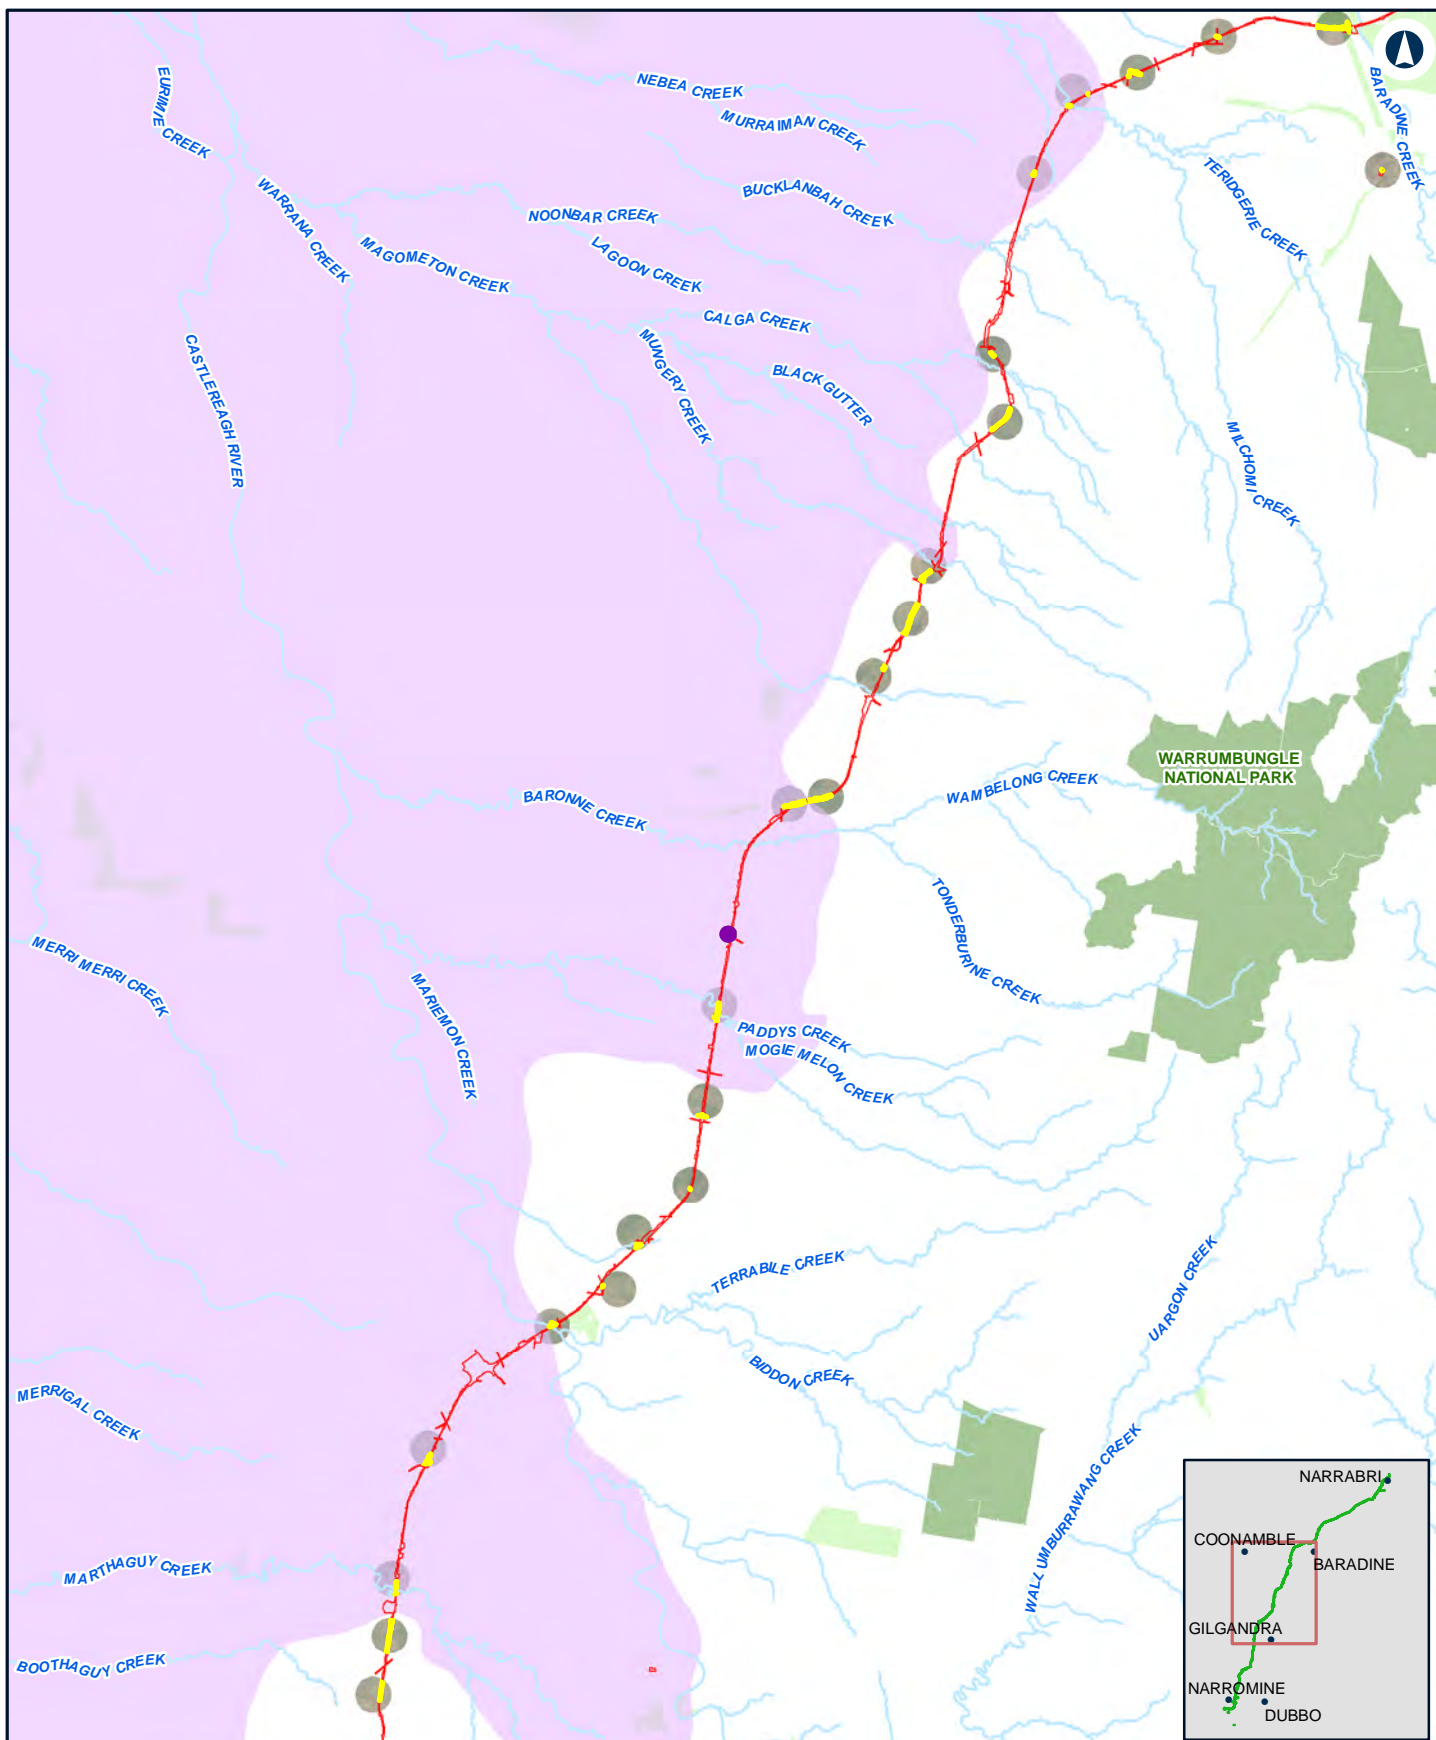 NEBEA CREEK
MURRAIMAN CREEK
BARADINE CREEK
EURIMIE CREEK
TERIDGERIE CREEK
BUCKLANBAH CREEK
WARRANA CREEK
NOONBAR CREEK
MAGOMETON CREEK
LAGOON CREEK
CALGA CREEK
MUNGERY CREEK
CASTLEREAGH RIVER
BLACK GUTTER
MILCHOMI CREEK
WARRUMBUNGLE
NATIONAL PARK
WAMBELONG CREEK
BARONNE CREEK
TONDERBURINE CREEK
MERRI MERRI CREEK
MARIEMON CREEK
PADDYS CREEK
MOGIE MELON CREEK
TERRABILE CREEK
UARGON CREEK
BIDDON CREEK
MERRIGAL CREEK
WALLUMBURRAWANG CREEK
MARTHAGUY CREEK
BOOTHAGUY CREEK
NARRABRI
COONAMBLE
BARADINE
GILGANDRA
NARROMINE
DUBBO